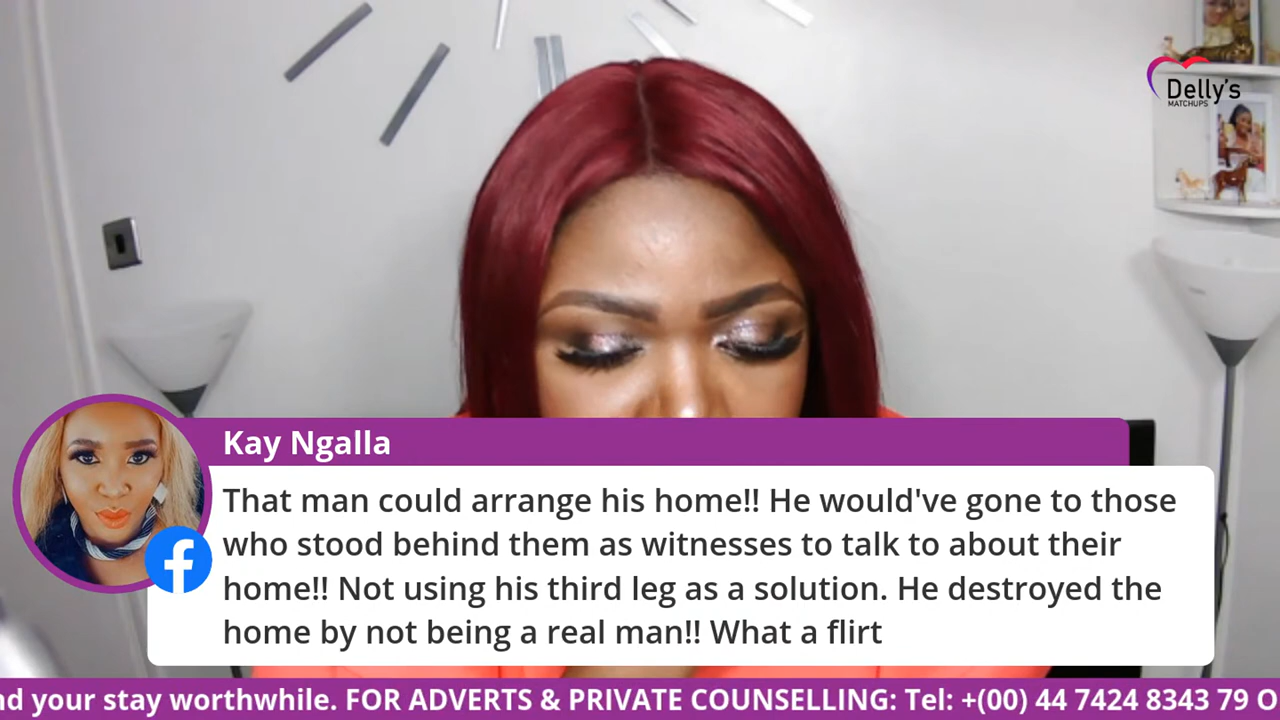 Delly's
MATCHUPS
Kay Ngalla
That man could arrange his home!! He would've gone to those
who stood behind them as witnesses to talk to about their
home!! Not using his third leg as a solution. He destroyed the
home by not being a real man!! What a flirt
nd your stay worthwhile. FOR ADVERTS & PRIVATE COUNSELLING: Tel: +(00) 44 7424 8343 79 O